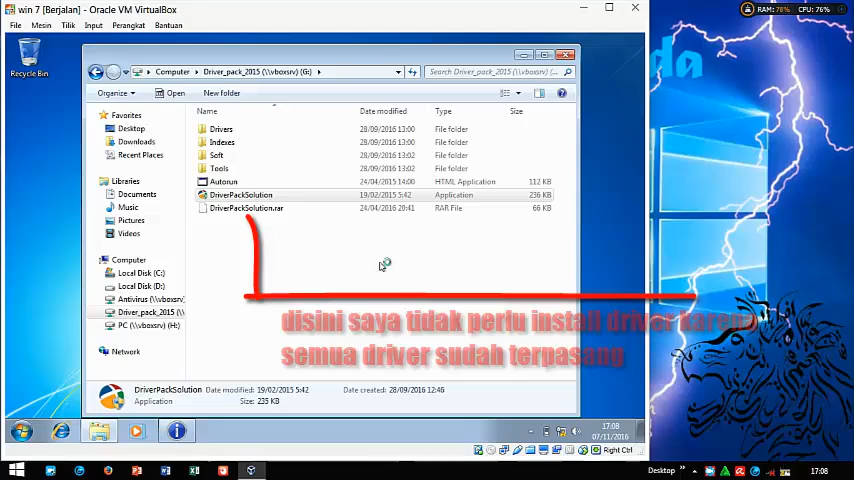 win 7 [Berjalan] - Oracle VM VirtualBox
RAM: 78% CPU: 76%
File Mesin Lihat Input Perangkat Bantuan
Recycle Bin
Computer Driver_pack_2015 (\\vboxsrv) (G:)
Search Driver_pack_2015 (\\vboxsrv) (...
Organize Open New folder
Name Date modified Type Size
Favorites
Desktop
Downloads
Recent Places
Libraries
Documents
Music
Pictures
Videos
Computer
Local Disk (C:)
Local Disk (D:)
Antivirus (\\vboxsrv)
Driver_pack_2015 (\\
PC (\\vboxsrv) (H:)
Network
Drivers 28/09/2016 13:00 File folder
Indexes 28/09/2016 13:00 File folder
Soft 28/09/2016 13:02 File folder
Tools 28/09/2016 13:02 File folder
Autorun 24/04/2015 14:00 HTML Application 112 KB
DriverPackSolution 19/02/2015 5:42 Application 236 KB
DriverPackSolution.rar 24/04/2016 20:41 RAR File 66 KB
disini saya tidak perlu install driver karena
semua driver sudah terpasang
DriverPackSolution Date modified: 19/02/2015 5:42 Date created: 28/09/2016 12:46
Application Size: 235 KB
17:08
07/11/2016
Right Ctrl
Desktop 17:08